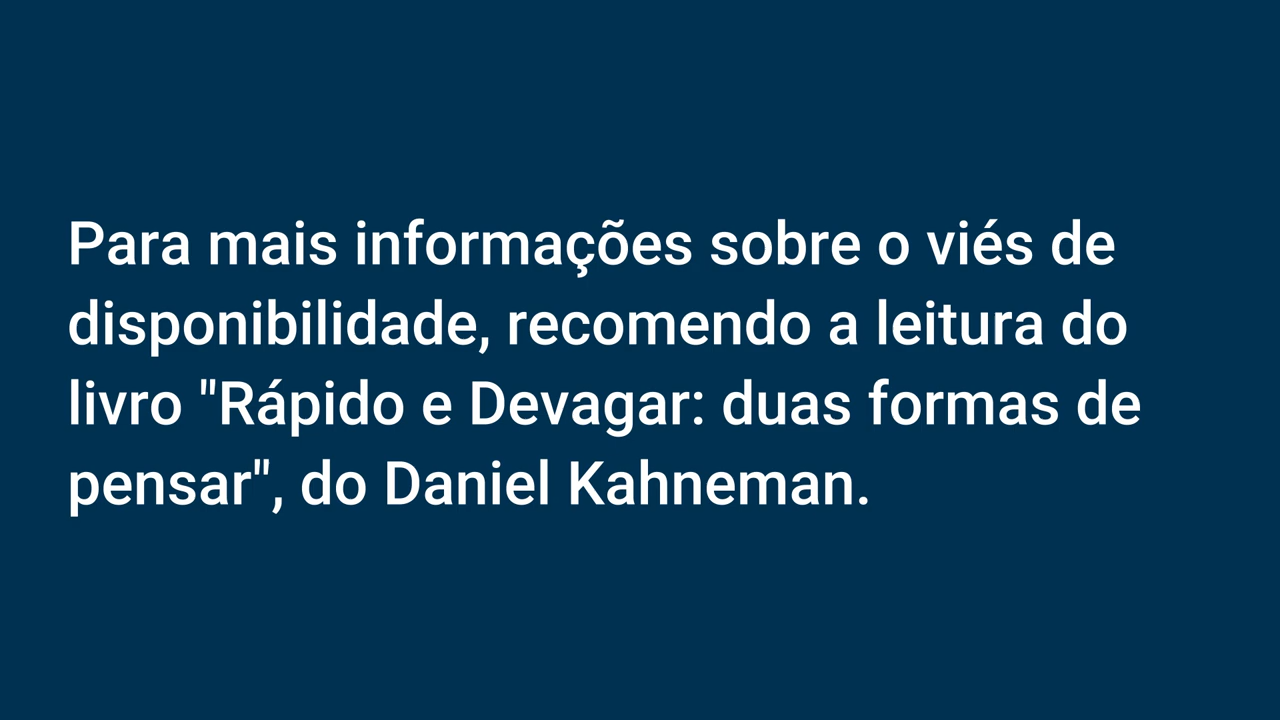 Para mais informações sobre o viés de
disponibilidade, recomendo a leitura do
livro "Rápido e Devagar: duas formas de
pensar", do Daniel Kahneman.